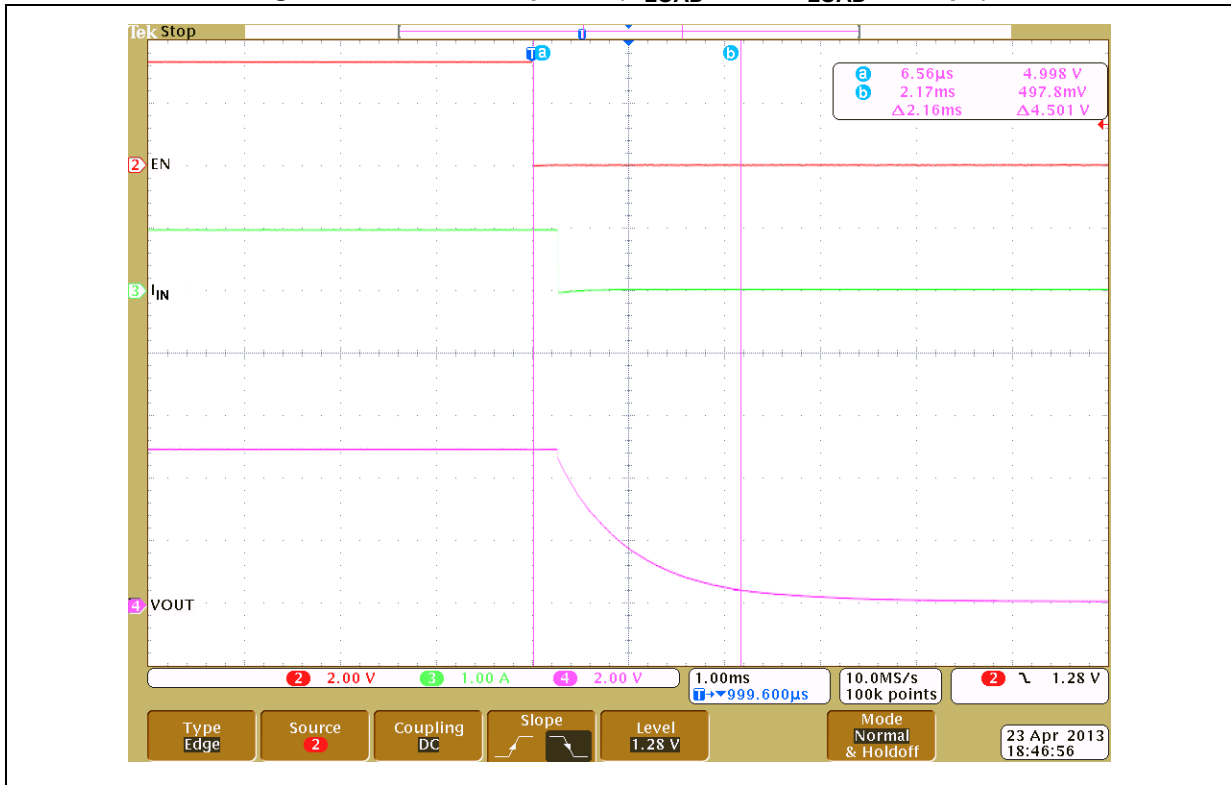 Tek Stop
T a b
a 6.56µs 4.998 V
b 2.17ms 497.8mV
Δ2.16ms Δ4.501 V
2 EN
3 IIN
4 VOUT
2 2.00 V 3 1.00 A 4 2.00 V
1.00ms
T→▼999.600µs
10.0MS/s
100k points
2 1.28 V
Type
Edge
Source
2
Coupling
DC
Slope
Level
1.28 V
Mode
Normal
& Holdoff
23 Apr 2013
18:46:56